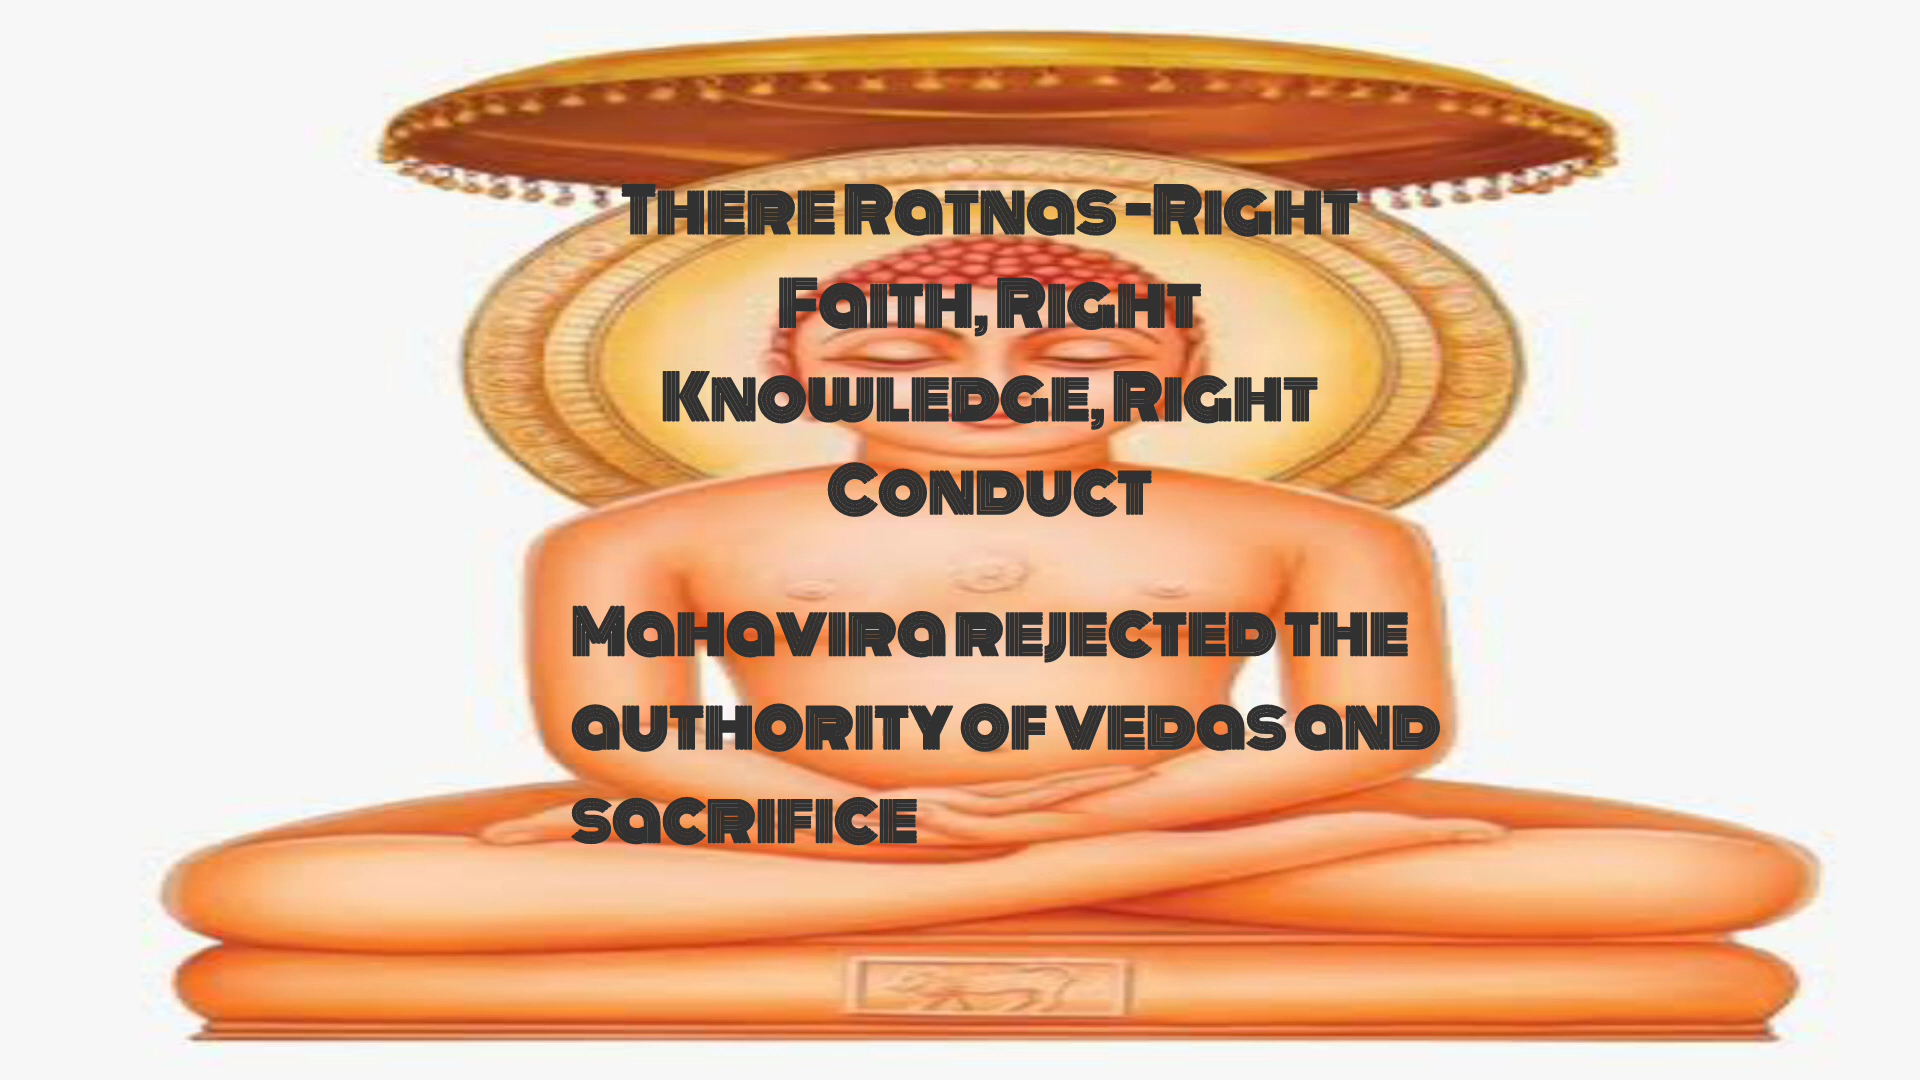 There Ratnas -Right
Faith, Right
Knowledge, Right
Conduct
Mahavira rejected the
authority of vedas and
sacrifice